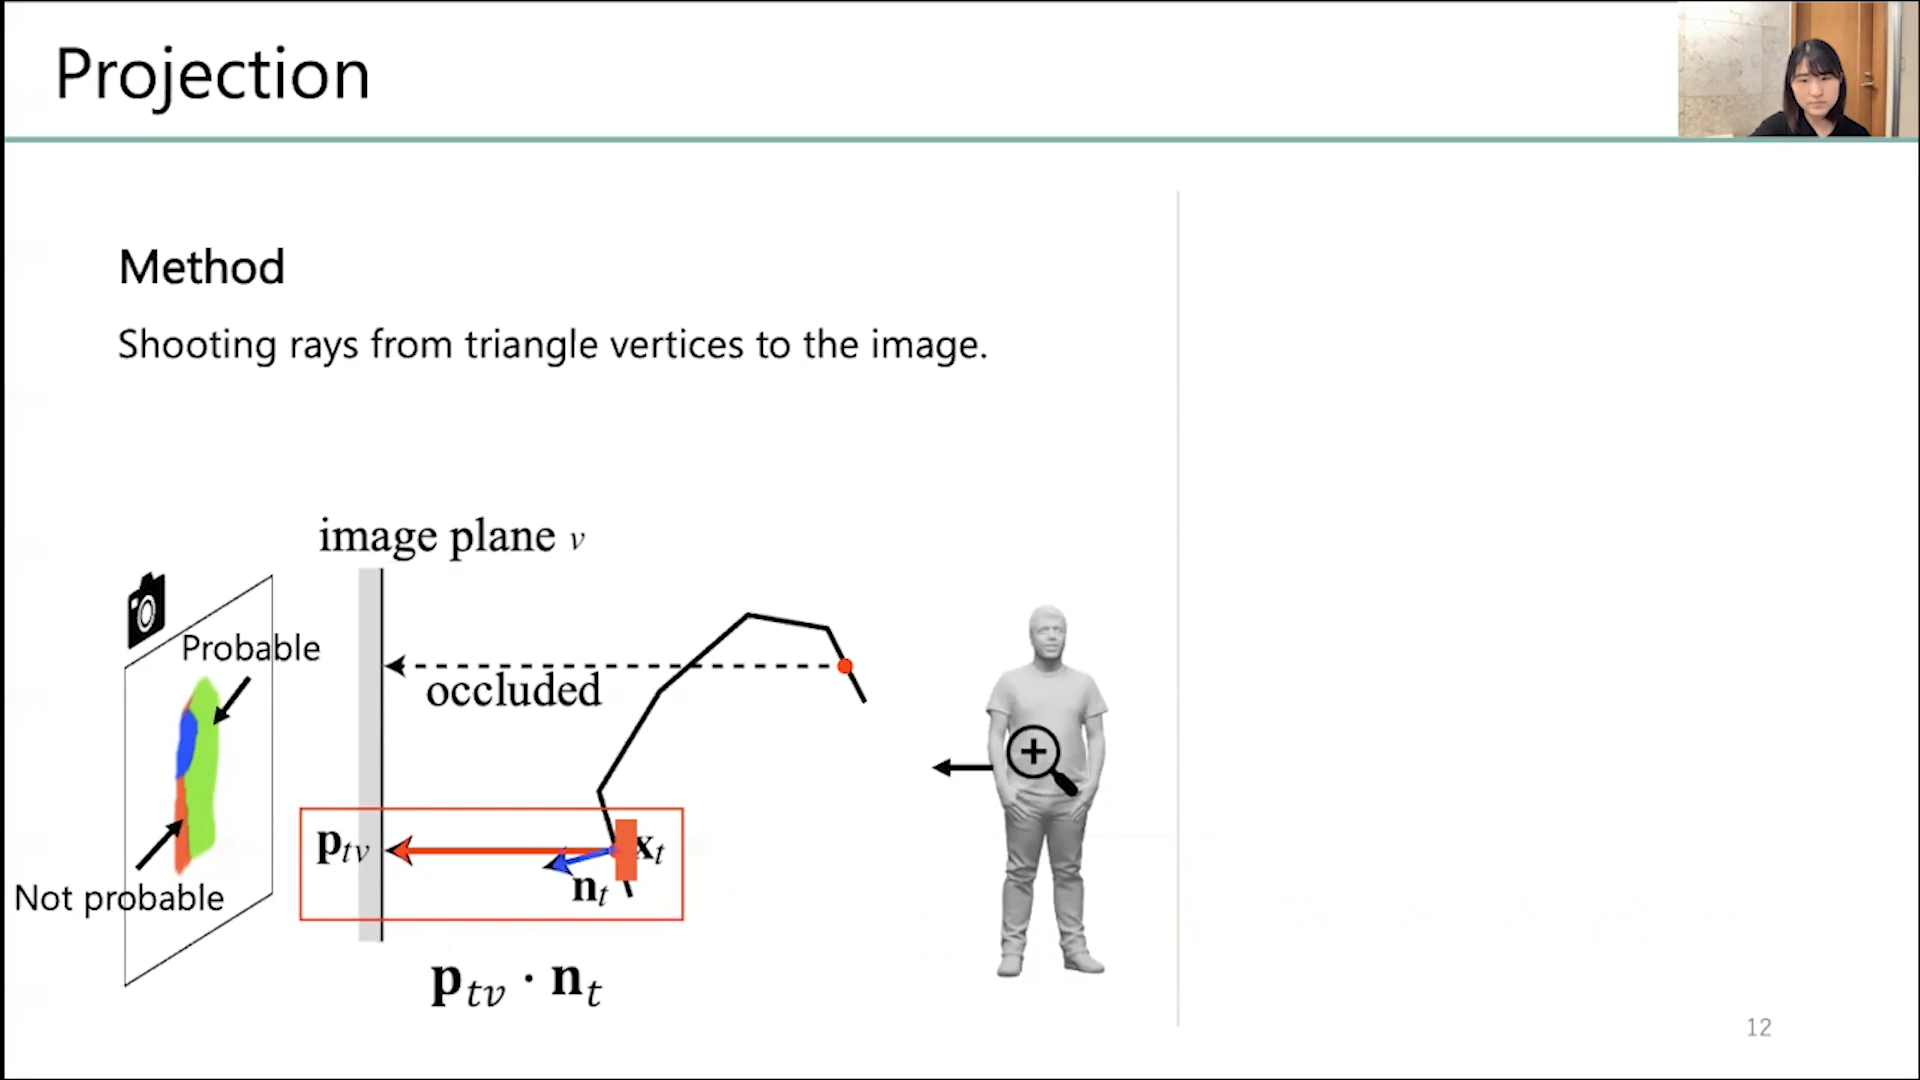 Projection
Method
Shooting rays from triangle vertices to the image.
image plane v
Probable
occluded
p_tv
x_t
n_t
Not probable
p_tv · n_t
12